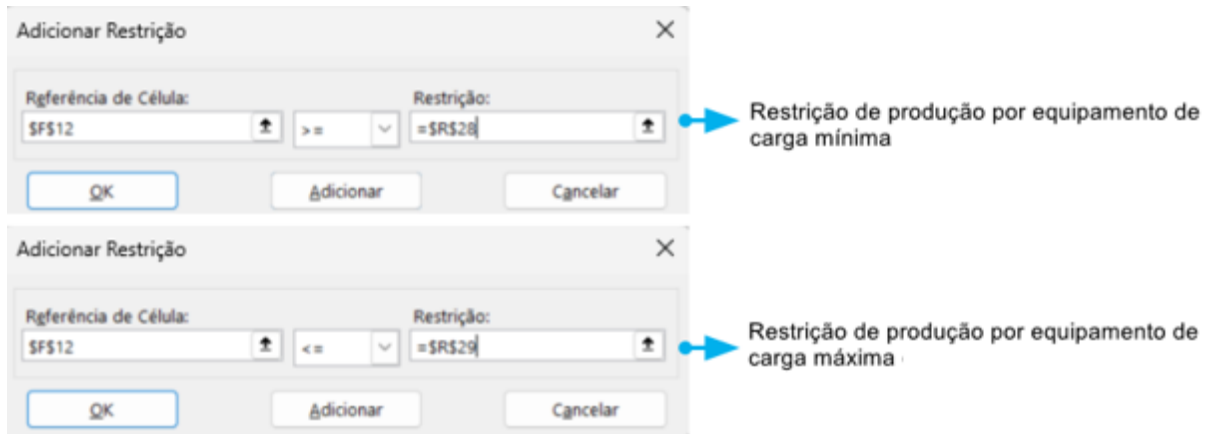 Adicionar Restrição
Referência de Célula: Restrição:
$F$12 >= =$R$28
OK Adicionar Cancelar
Restrição de produção por equipamento de
carga mínima
Adicionar Restrição
Referência de Célula: Restrição:
$F$12 <= =$R$29
OK Adicionar Cancelar
Restrição de produção por equipamento de
carga máxima